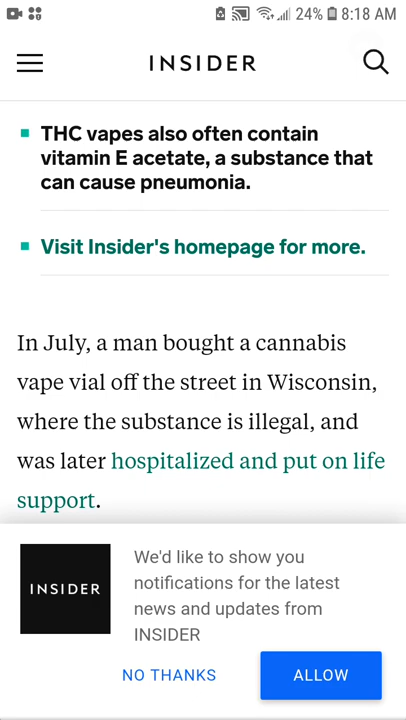 24% 8:18 AM
INSIDER
THC vapes also often contain
vitamin E acetate, a substance that
can cause pneumonia.
Visit Insider's homepage for more.
In July, a man bought a cannabis
vape vial off the street in Wisconsin,
where the substance is illegal, and
was later hospitalized and put on life
support.
INSIDER
We'd like to show you
notifications for the latest
news and updates from
INSIDER
NO THANKS ALLOW